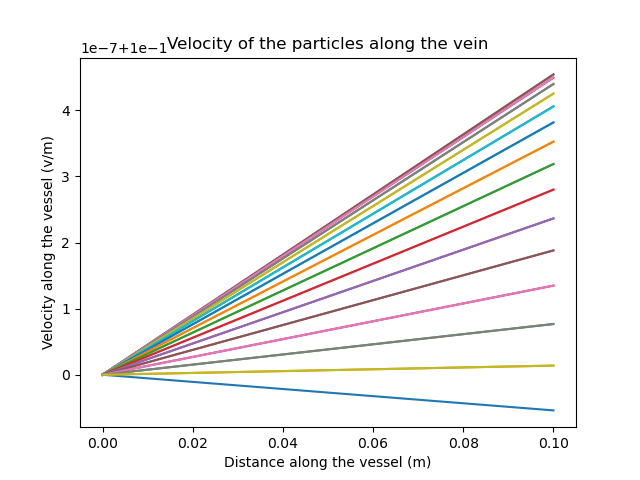 1e-7+1e-1
Velocity of the particles along the vein
Velocity along the vessel (v/m)
4
3
2
1
0
0.00 0.02 0.04 0.06 0.08 0.10
Distance along the vessel (m)